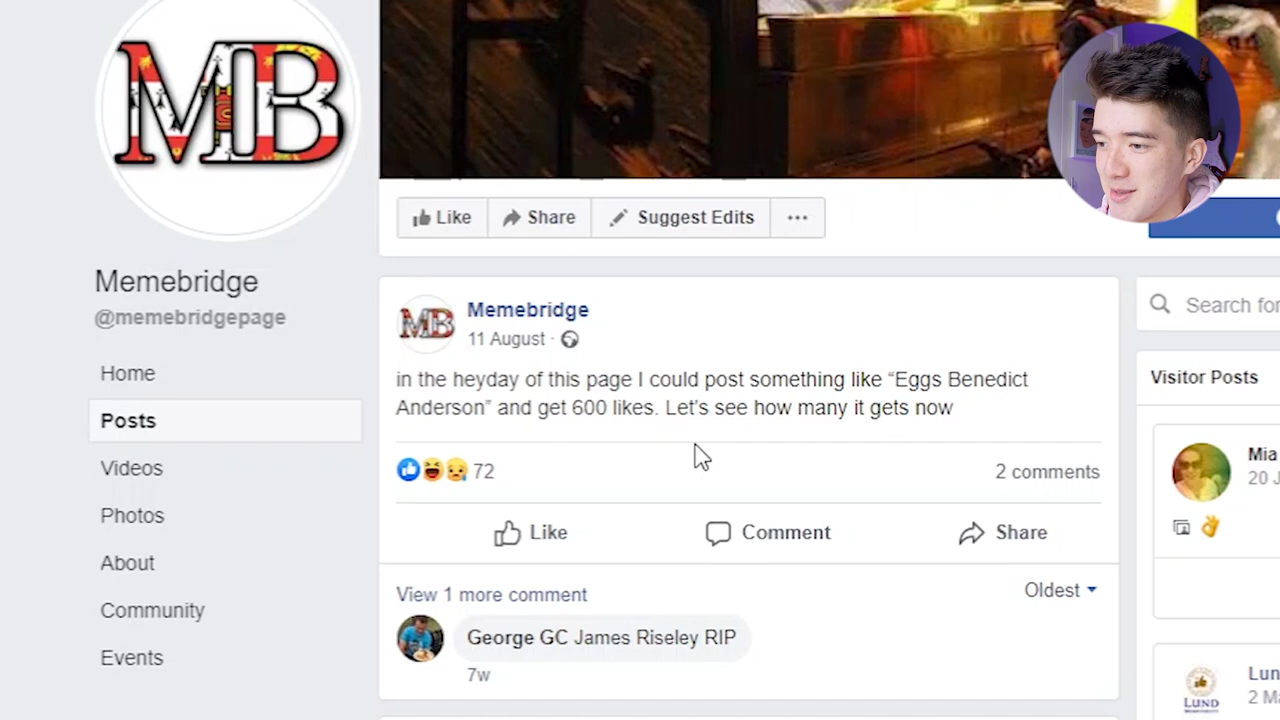 MB
Like
Share
Suggest Edits
Memebridge
@memebridgepage
Home
Posts
Videos
Photos
About
Community
Events
MB
Memebridge
11 August ·
in the heyday of this page I could post something like “Eggs Benedict
Anderson” and get 600 likes. Let’s see how many it gets now
72
2 comments
Like
Comment
Share
View 1 more comment
Oldest
George GC James Riseley RIP
7w
Search for
Visitor Posts
Mia
20 J
Lun
2 Ma
LUND